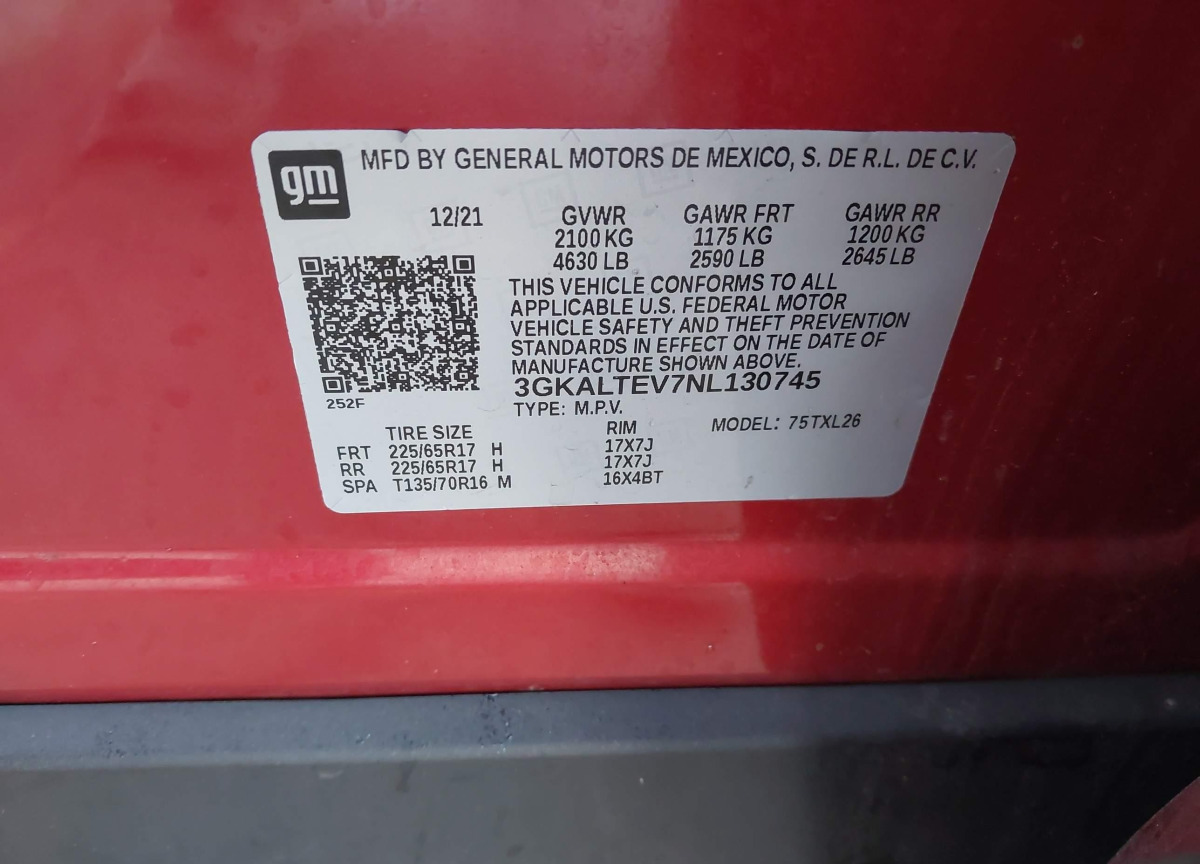 gm
MFD BY GENERAL MOTORS DE MEXICO, S. DE R.L. DE C.V.
12/21 GVWR GAWR FRT GAWR RR
2100 KG 1175 KG 1200 KG
4630 LB 2590 LB 2645 LB
THIS VEHICLE CONFORMS TO ALL
APPLICABLE U.S. FEDERAL MOTOR
VEHICLE SAFETY AND THEFT PREVENTION
STANDARDS IN EFFECT ON THE DATE OF
MANUFACTURE SHOWN ABOVE.
3GKALTEV7NL130745
252F
TYPE: M.P.V.
MODEL: 75TXL26
TIRE SIZE RIM
FRT 225/65R17 H 17X7J
RR 225/65R17 H 17X7J
SPA T135/70R16 M 16X4BT